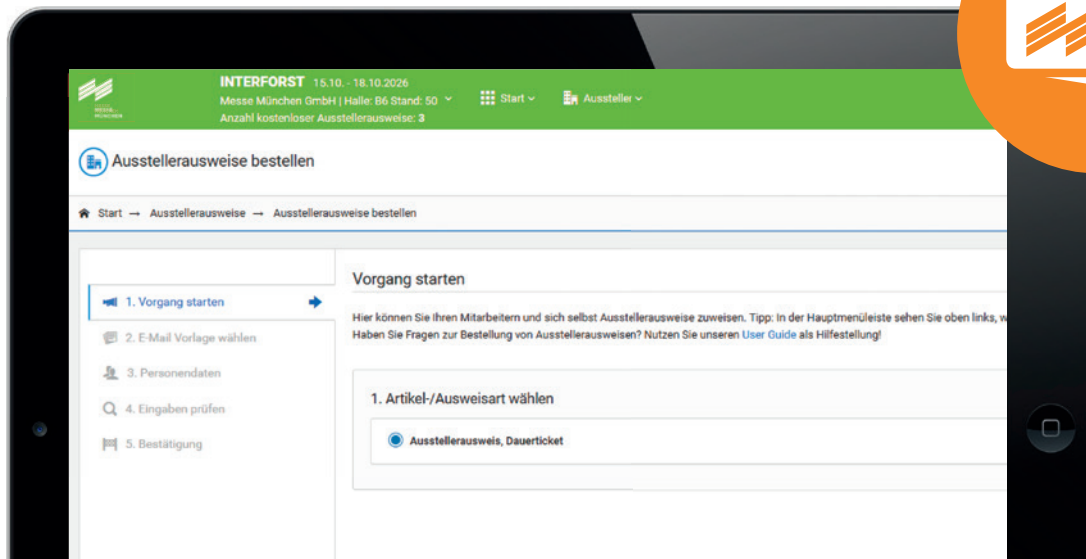 INTERFORST 15.10. - 18.10.2026
Messe München GmbH | Halle: B6 Stand: 50
Anzahl kostenloser Ausstellerausweise: 3
Start
Aussteller
MESSE
MÜNCHEN
Ausstellerausweise bestellen
Start → Ausstellerausweise → Ausstellerausweise bestellen
1. Vorgang starten
2. E-Mail Vorlage wählen
3. Personendaten
4. Eingaben prüfen
5. Bestätigung
Vorgang starten
Hier können Sie Ihren Mitarbeitern und sich selbst Ausstellerausweise zuweisen. Tipp: In der Hauptmenüleiste sehen Sie oben links, w
Haben Sie Fragen zur Bestellung von Ausstellerausweisen? Nutzen Sie unseren User Guide als Hilfestellung!
1. Artikel-/Ausweisart wählen
Ausstellerausweis, Dauerticket